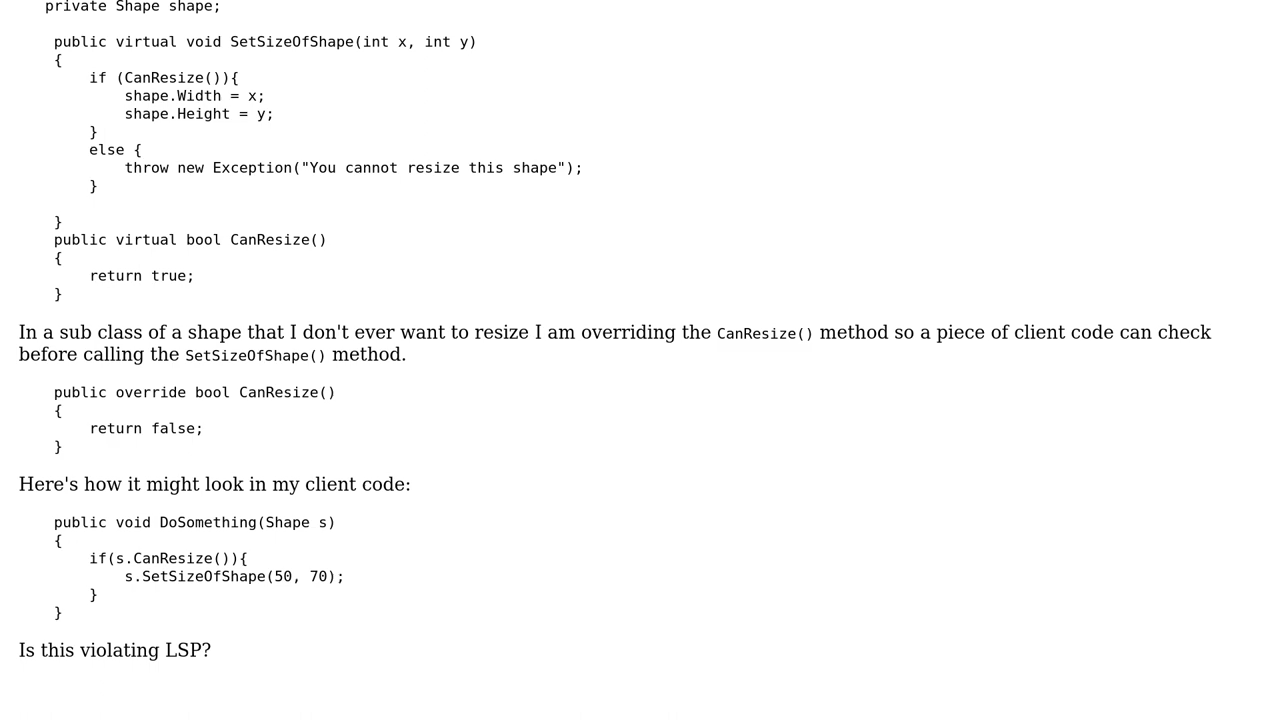 private Shape shape;
public virtual void SetSizeOfShape(int x, int y)
{
if (CanResize()){
shape.Width = x;
shape.Height = y;
}
else {
throw new Exception("You cannot resize this shape");
}
}
public virtual bool CanResize()
{
return true;
}
In a sub class of a shape that I don't ever want to resize I am overriding the CanResize() method so a piece of client code can check
before calling the SetSizeOfShape() method.
public override bool CanResize()
{
return false;
}
Here's how it might look in my client code:
public void DoSomething(Shape s)
{
if(s.CanResize()){
s.SetSizeOfShape(50, 70);
}
}
Is this violating LSP?